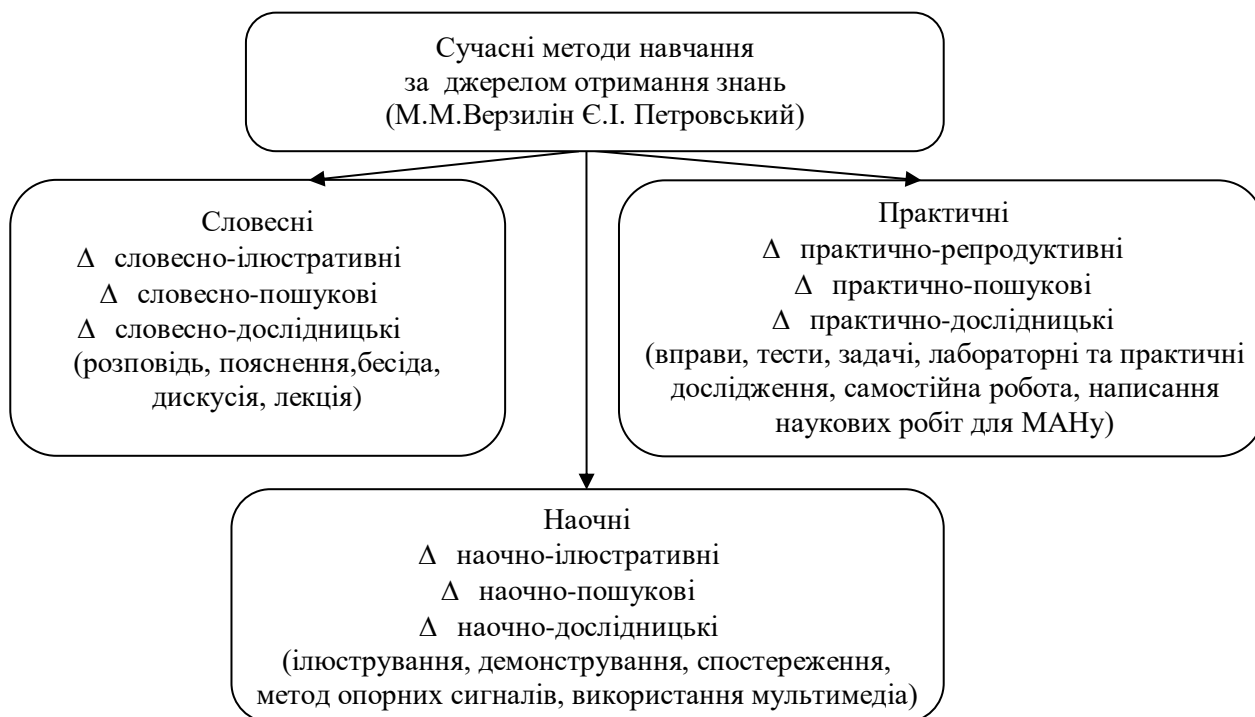 Сучасні методи навчання
за джерелом отримання знань
(М.М.Верзилін Є.І. Петровський)
Словесні
Δ словесно-ілюстративні
Δ словесно-пошукові
Δ словесно-дослідницькі
(розповідь, пояснення,бесіда,
дискусія, лекція)
Практичні
Δ практично-репродуктивні
Δ практично-пошукові
Δ практично-дослідницькі
(вправи, тести, задачі, лабораторні та практичні
дослідження, самостійна робота, написання
наукових робіт для МАНу)
Наочні
Δ наочно-ілюстративні
Δ наочно-пошукові
Δ наочно-дослідницькі
(ілюстрування, демонстрування, спостереження,
метод опорних сигналів, використання мультимедіа)